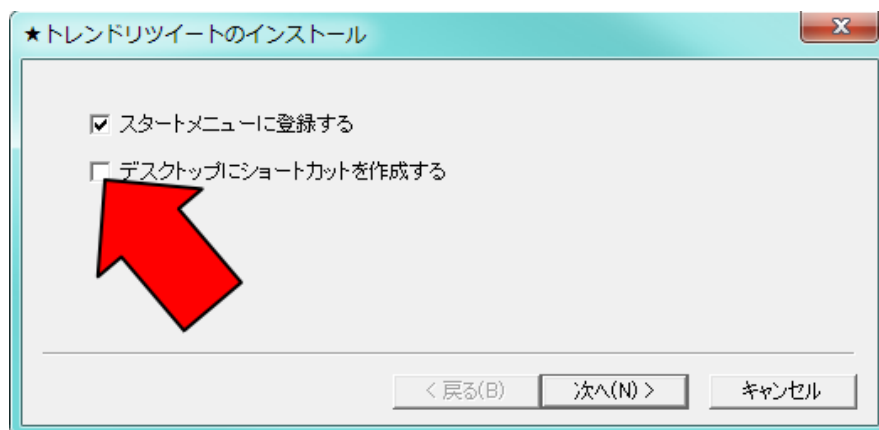 ★トレンドリツイートのインストール
スタートメニューに登録する
デスクトップにショートカットを作成する
< 戻る(B)
次へ(N) >
キャンセル